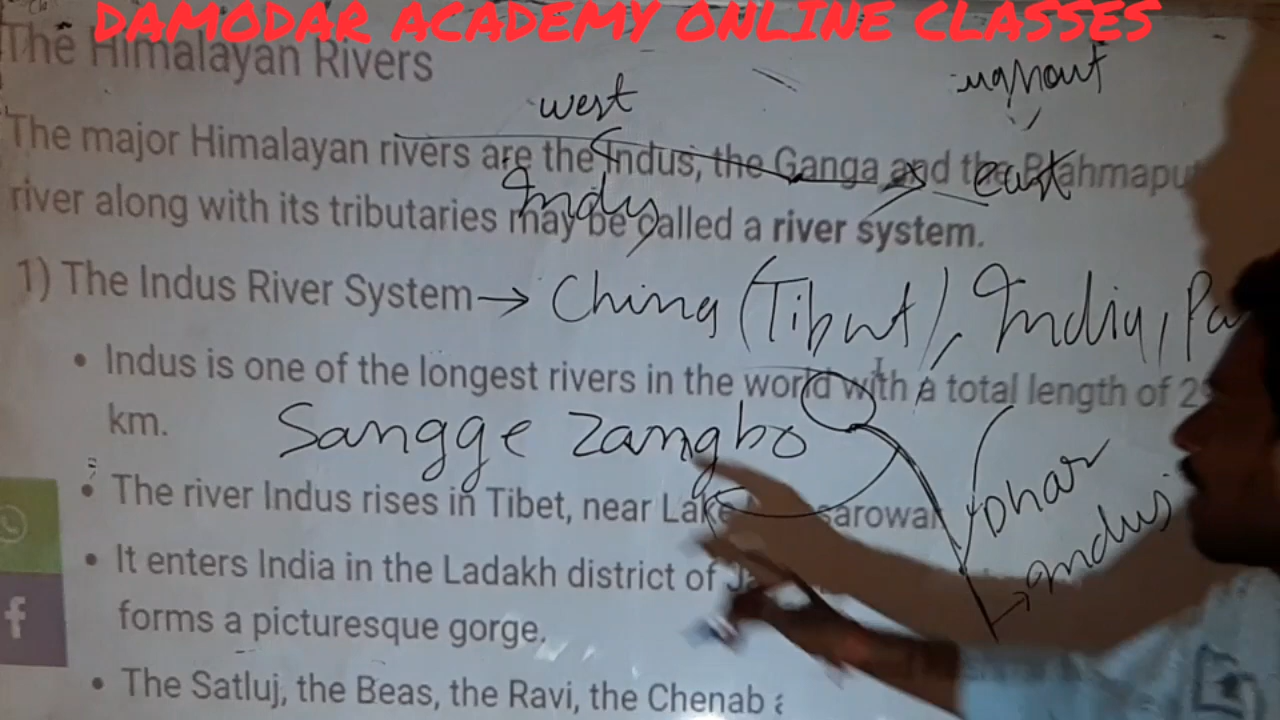 DAMODAR ACADEMY ONLINE CLASSES
The Himalayan Rivers
ughout
west
The major Himalayan rivers are the Indus, the Ganga and the Brahmapu
east
Indy
river along with its tributaries may be called a river system.
1) The Indus River System → China (Tibut), India, Pa
Indus is one of the longest rivers in the world with a total length of 2
km.
Sangge Zangbo
Dhar
The river Indus rises in Tibet, near Lake sarowar
→ Indus
It enters India in the Ladakh district of
forms a picturesque gorge.
The Satluj, the Beas, the Ravi, the Chenab
f